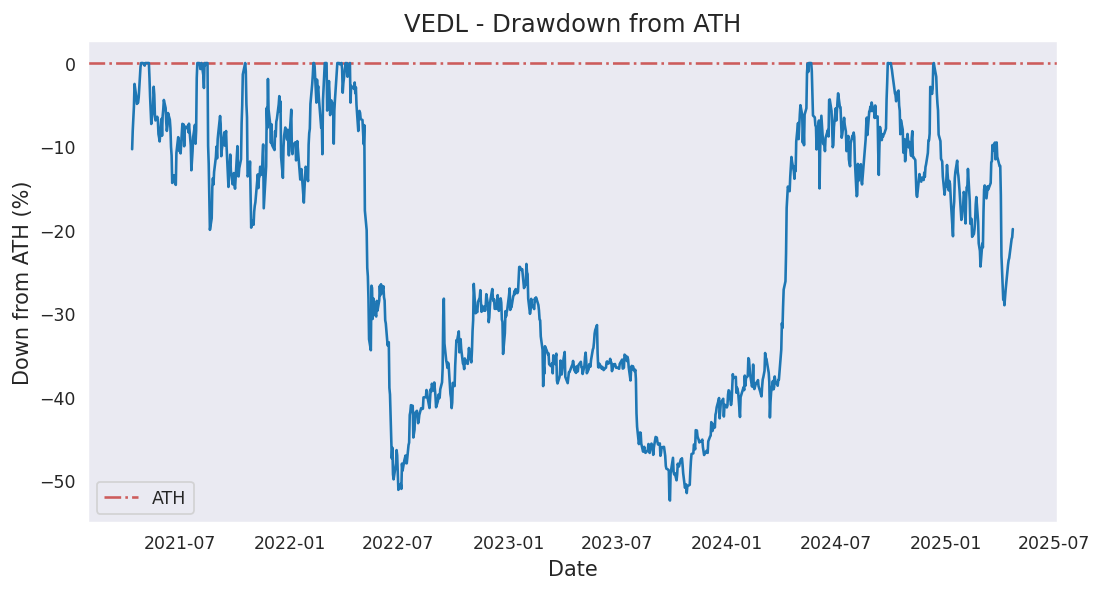 VEDL - Drawdown from ATH
Down from ATH (%)
0
−10
−20
−30
−40
−50
ATH
2021-07 2022-01 2022-07 2023-01 2023-07 2024-01 2024-07 2025-01 2025-07
Date